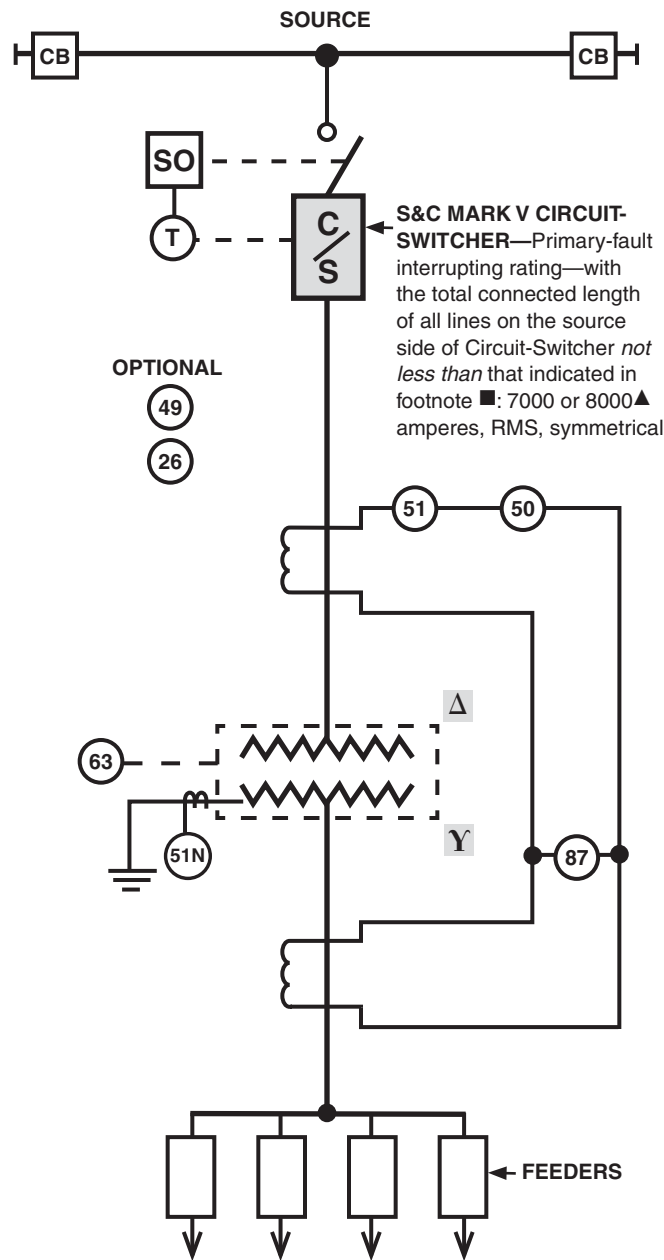 SOURCE
CB
CB
SO
T
C/S
S&C MARK V CIRCUIT-
SWITCHER—Primary-fault
interrupting rating—with
the total connected length
of all lines on the source
side of Circuit-Switcher not
less than that indicated in
footnote ■: 7000 or 8000▲
amperes, RMS, symmetrical
OPTIONAL
49
26
51
50
Δ
63
51N
Υ
87
FEEDERS